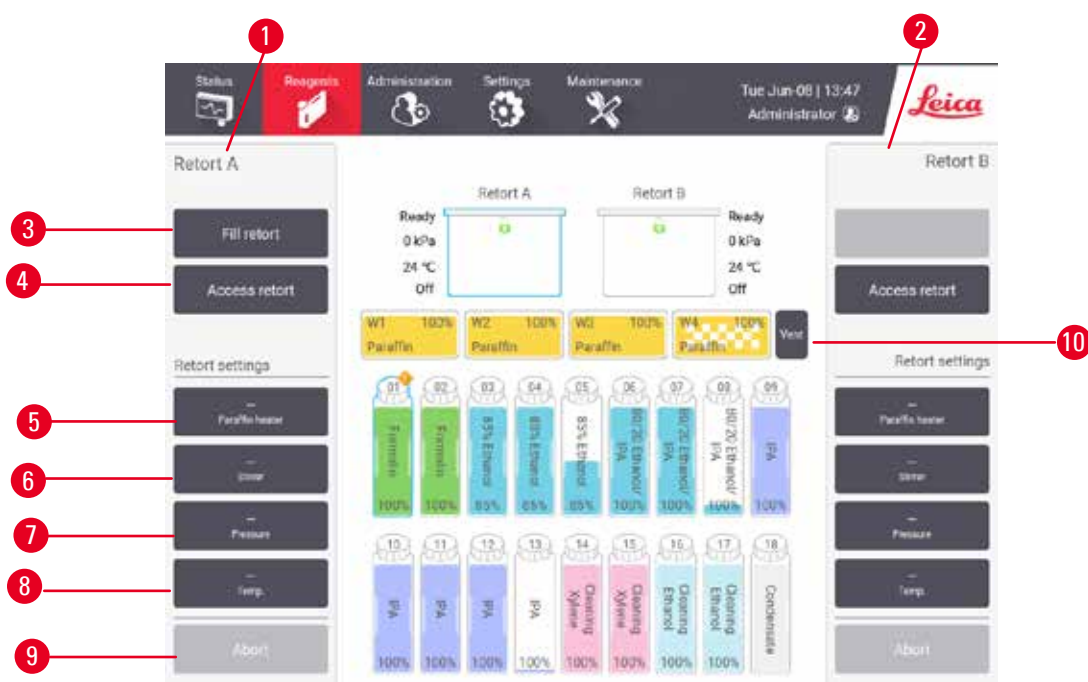 1
2
Status
Reagents
Administration
Settings
Maintenance
Tue Jun-08 | 13:47
Administrator
Leica
Retort A
Retort B
Retort A
Retort B
3
Fill retort
Ready
0 kPa
24 °C
Off
Ready
0 kPa
24 °C
Off
4
Access retort
Access retort
W1 100%
Paraffin
W2 100%
Paraffin
W3 100%
Paraffin
W4 100%
Paraffin
Vent
10
Retort settings
Retort settings
5
--
Paraffin heater
--
Paraffin heater
6
--
Stirrer
--
Stirrer
7
--
Pressure
--
Pressure
8
--
Temp.
--
Temp.
9
Abort
Abort
01
Formalin
100%
02
Formalin
100%
03
85% Ethanol
85%
04
85% Ethanol
85%
05
85% Ethanol
85%
06
80/20 Ethanol/
IPA
100%
07
80/20 Ethanol/
IPA
100%
08
80/20 Ethanol/
IPA
100%
09
IPA
100%
10
IPA
100%
11
IPA
100%
12
IPA
100%
13
IPA
100%
14
Cleaning
Xylene
100%
15
Cleaning
Xylene
100%
16
Cleaning
Ethanol
100%
17
Cleaning
Ethanol
100%
18
Condensate